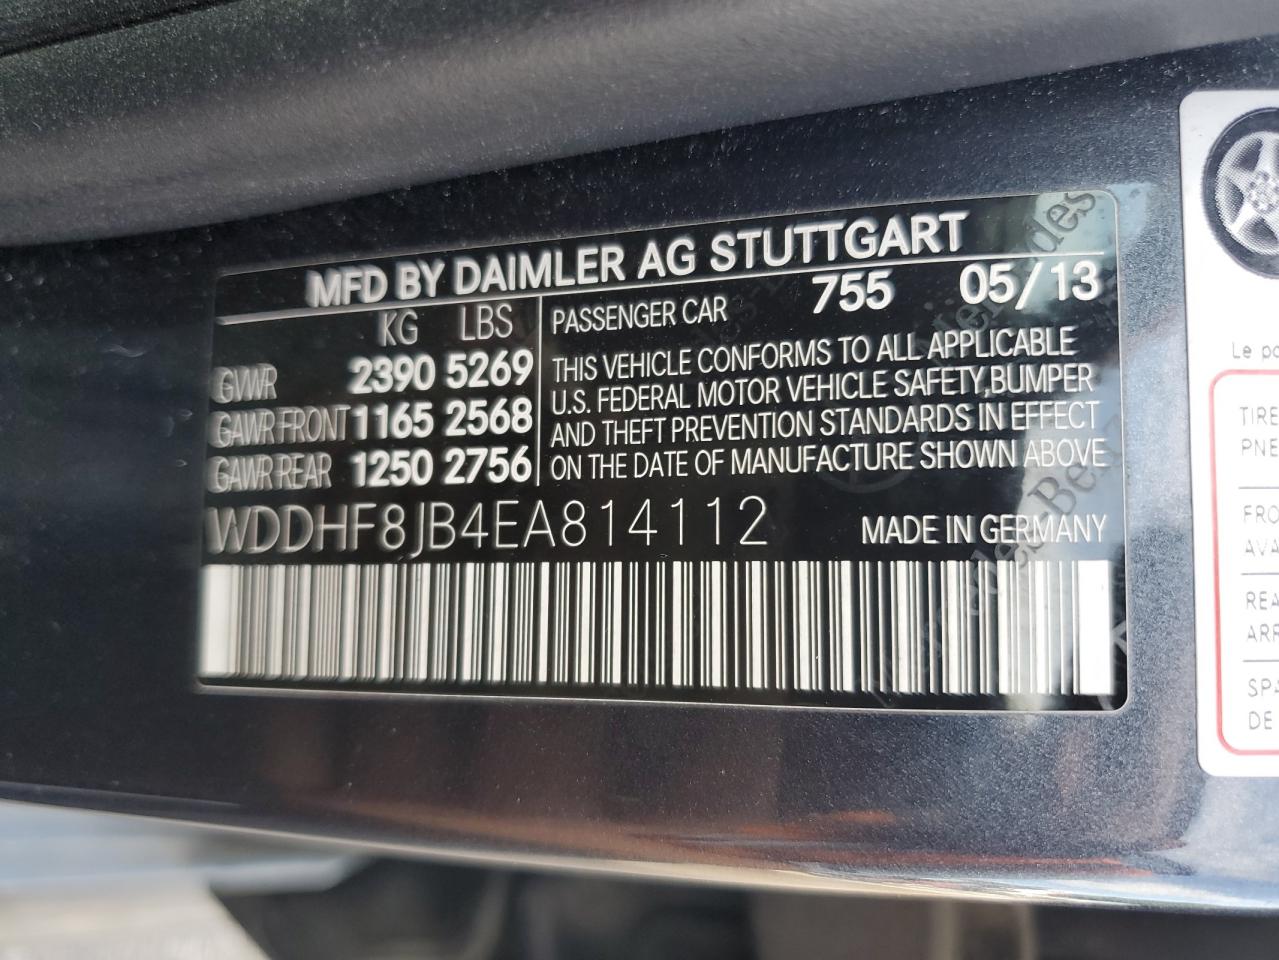 MFD BY DAIMLER AG STUTTGART
KG LBS
GVWR 2390 5269
GAWR FRONT 1165 2568
GAWR REAR 1250 2756
PASSENGER CAR 755 05/13
THIS VEHICLE CONFORMS TO ALL APPLICABLE
U.S. FEDERAL MOTOR VEHICLE SAFETY, BUMPER
AND THEFT PREVENTION STANDARDS IN EFFECT
ON THE DATE OF MANUFACTURE SHOWN ABOVE
WDDHF8JB4EA814112 MADE IN GERMANY
Le
TIRE